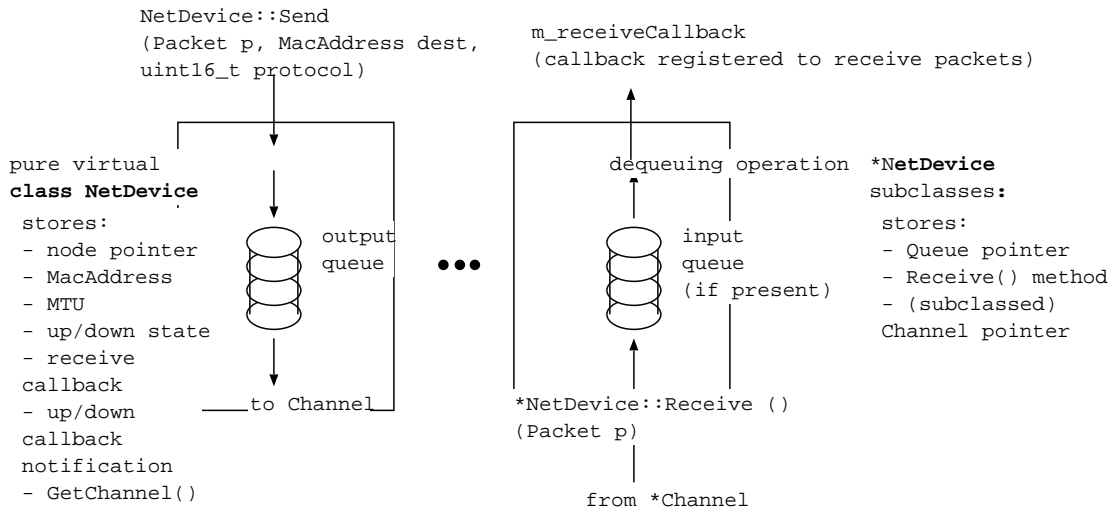 NetDevice::Send
(Packet p, MacAddress dest,
uint16_t protocol)
m_receiveCallback
(callback registered to receive packets)
pure virtual
class NetDevice
stores:
- node pointer
- MacAddress
- MTU
- up/down state
- receive
callback
- up/down
callback
notification
- GetChannel()
output
queue
to Channel
dequeuing operation
input
queue
(if present)
*NetDevice::Receive ()
(Packet p)
from *Channel
*NetDevice
subclasses:
stores:
- Queue pointer
- Receive() method
- (subclassed)
Channel pointer